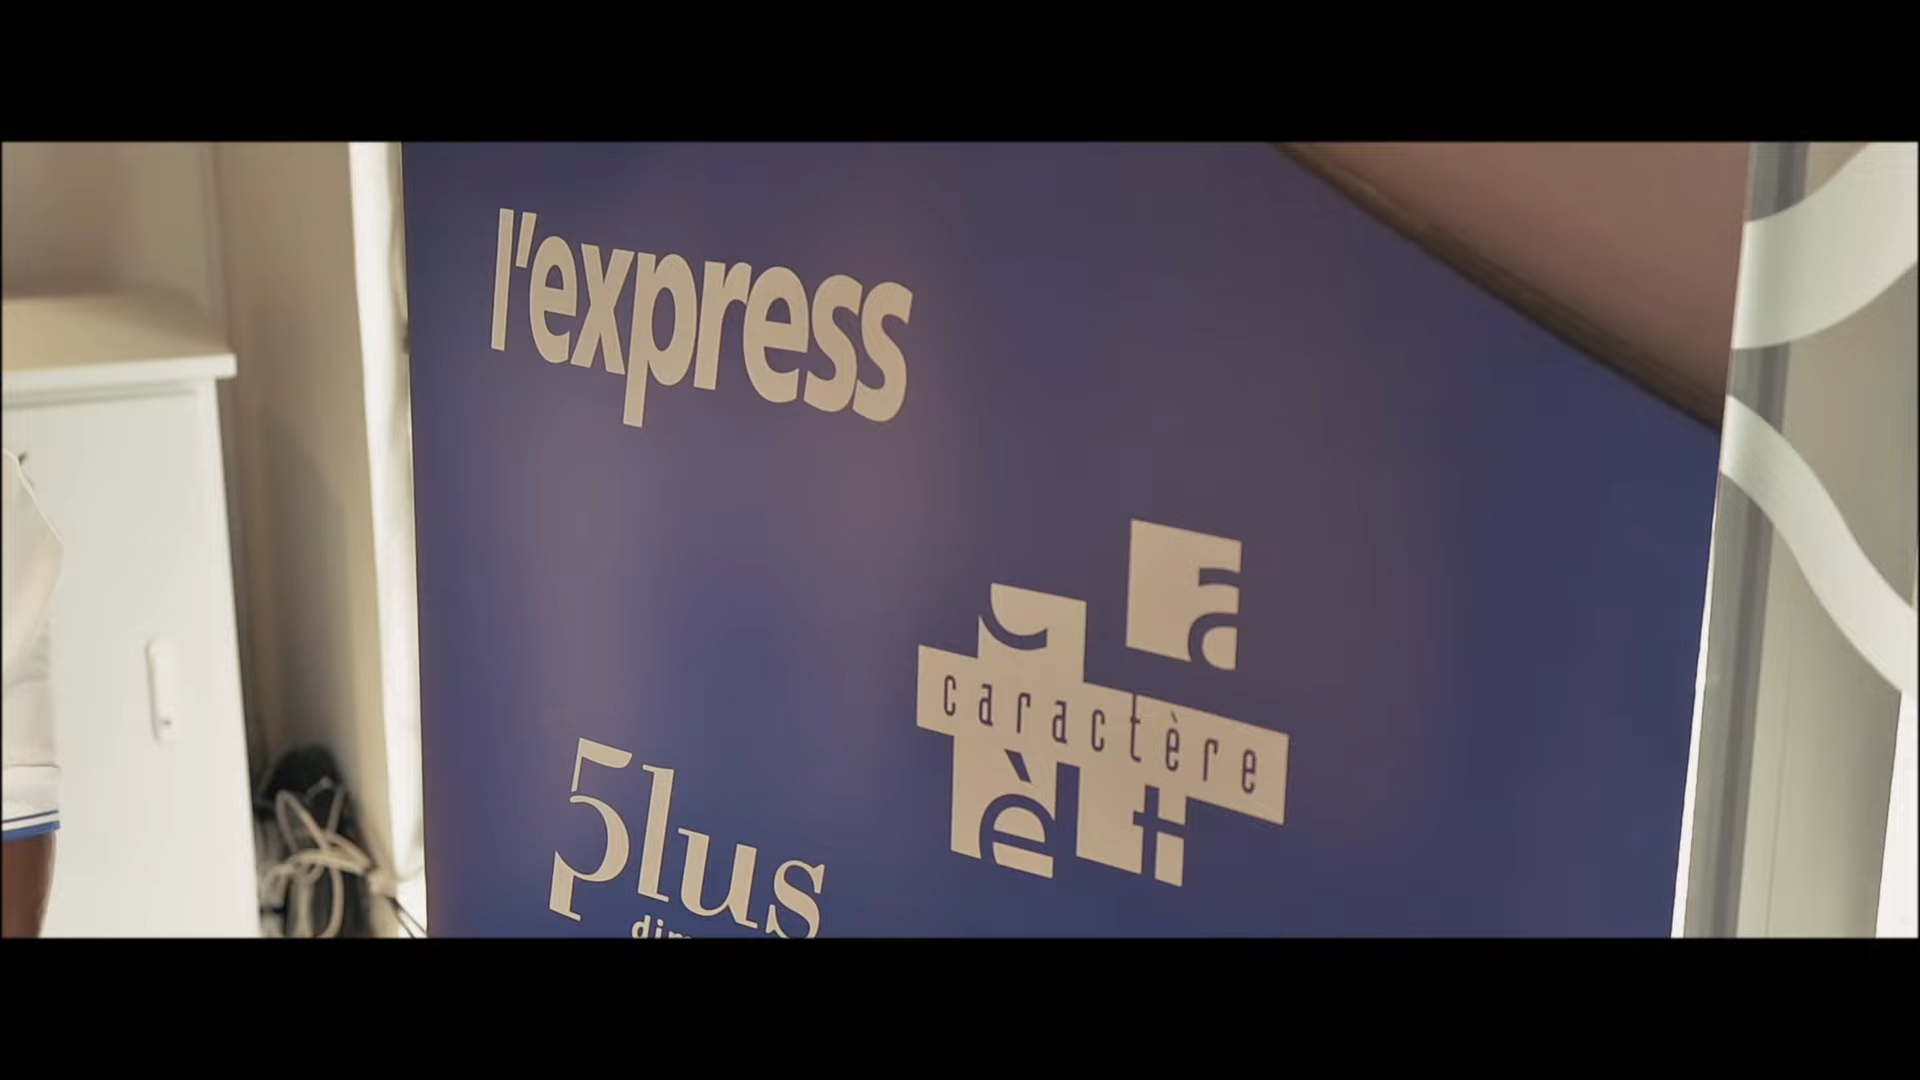 l'express
c a
caractère
è t
5lus